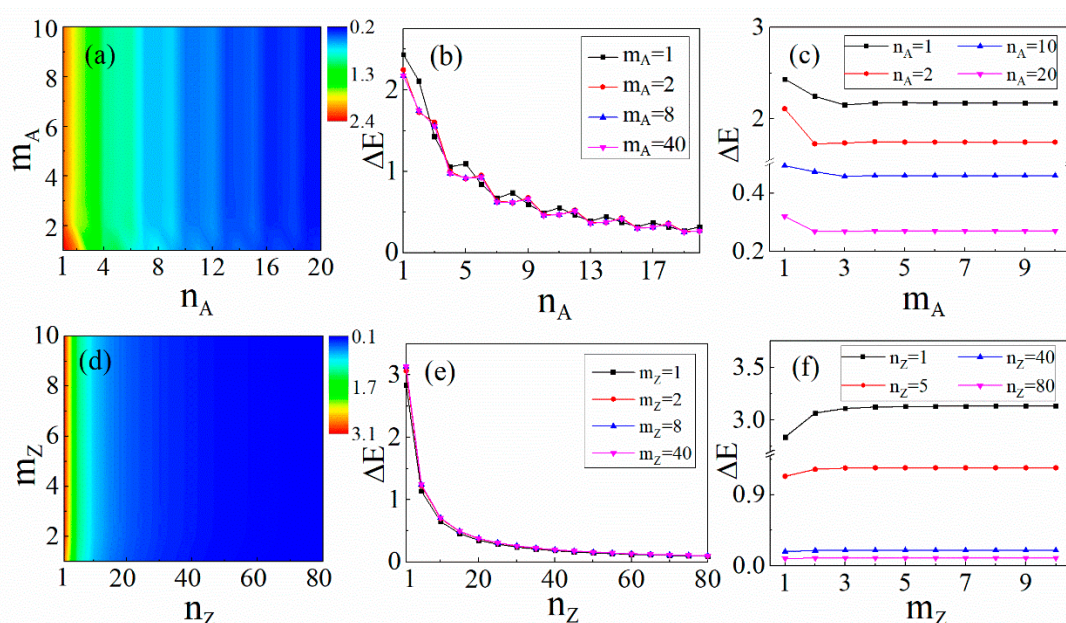 (a)
10
8
6
4
2
m_A
1 4 8 12 16 20
n_A
0.2
1.3
2.4
(b)
m_A=1
m_A=2
m_A=8
m_A=40
2
1
0
ΔE
1 5 9 13 17
n_A
(c)
n_A=1 n_A=10
n_A=2 n_A=20
3
2
0.4
0.2
ΔE
1 3 5 7 9
m_A
(d)
10
8
6
4
2
m_Z
1 20 40 60 80
n_Z
0.1
1.7
3.1
(e)
m_Z=1
m_Z=2
m_Z=8
m_Z=40
3
2
1
0
ΔE
1 20 40 60 80
n_Z
(f)
n_Z=1 n_Z=40
n_Z=5 n_Z=80
3.5
3.0
0.9
0.0
ΔE
1 3 5 7 9
m_Z